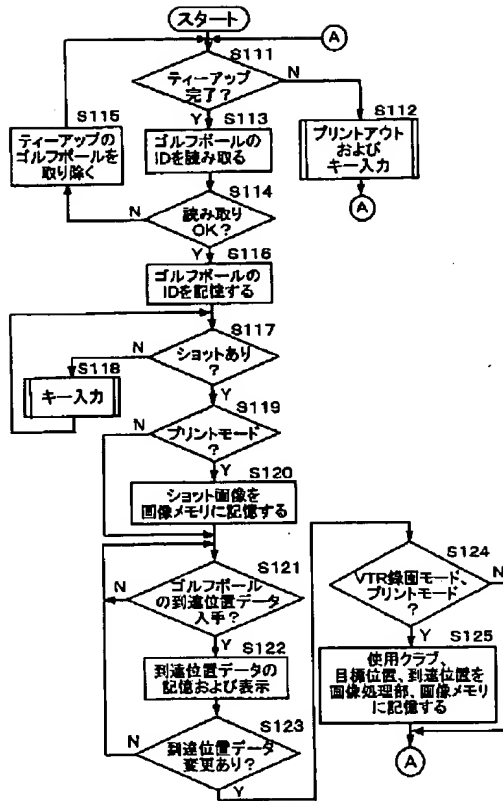 スタート
A
S111
ティーアップ
完了?
N
Y
S112
プリントアウト
および
キー入力
A
S113
ゴルフボールの
IDを読み取る
S115
ティーアップの
ゴルフボールを
取り除く
S114
読み取り
OK?
N
Y
S116
ゴルフボールの
IDを記憶する
S117
ショットあり
?
N
Y
S118
キー入力
S119
プリントモード
?
N
Y
S120
ショット画像を
画像メモリに記憶する
S121
ゴルフボール
の到達位置データ
入手?
N
Y
S122
到達位置データの
記憶および表示
S123
到達位置データ
変更あり?
N
Y
S124
VTR録画モード、
プリントモード
?
N
Y
S125
使用クラブ、
目標位置、到達位置を
画像処理部、画像メモリ
に記憶する
A